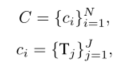 C = {c_i}_{i=1}^{N},
c_i = {T_j}_{j=1}^{J},